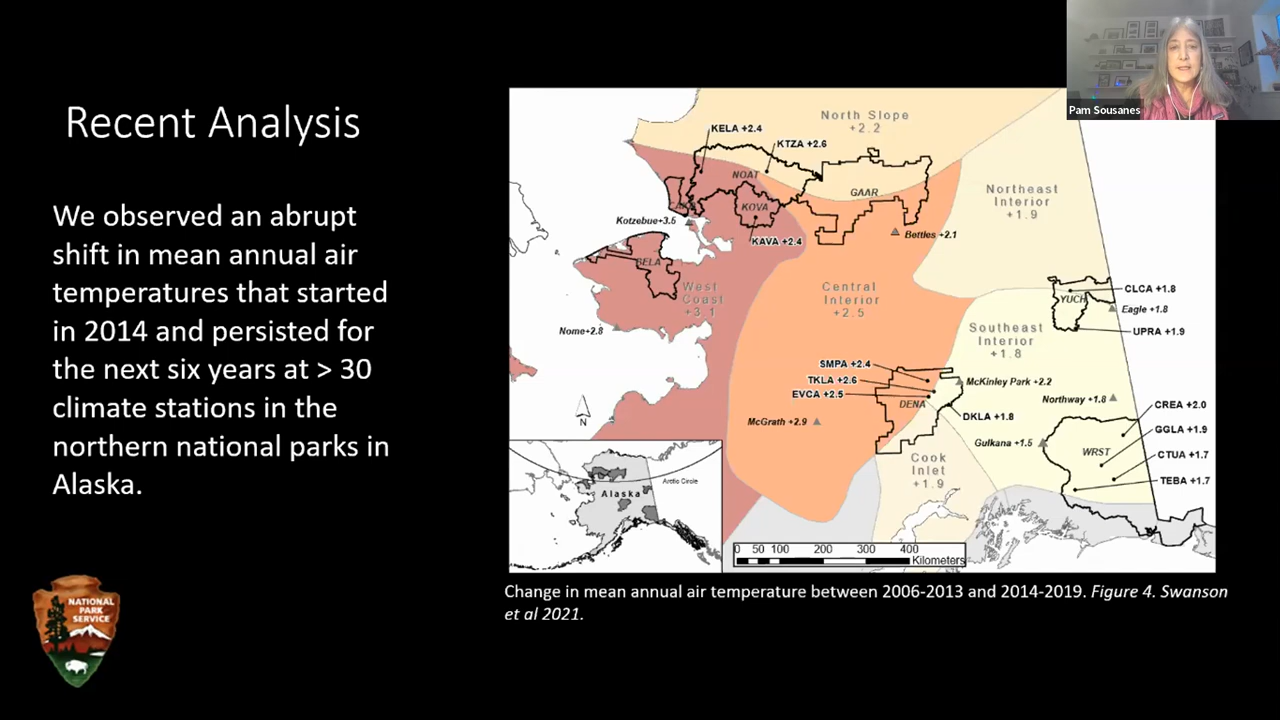 Pam Sousanes
Recent Analysis
We observed an abrupt
shift in mean annual air
temperatures that started
in 2014 and persisted for
the next six years at > 30
climate stations in the
northern national parks in
Alaska.
NATIONAL
PARK
SERVICE
North Slope
+2.2
KELA +2.4
KTZA +2.6
NOAT
GAAR
Northeast
Interior
+1.9
KOVA
Kotzebue+3.5
KAVA +2.4
Bettles +2.1
BELA
West
Coast
+3.1
Central
Interior
+2.5
CLCA +1.8
YUCH
Eagle +1.8
UPRA +1.9
Nome+2.8
Southeast
Interior
+1.8
SMPA +2.4
TKLA +2.6
EVCA +2.5
McKinley Park +2.2
DENA
DKLA +1.8
Northway +1.8
CREA +2.0
McGrath +2.9
GGLA +1.9
Gulkana +1.5
WRST
CTUA +1.7
Cook
Inlet
+1.9
TEBA +1.7
N
Arctic Circle
Alaska
0 50 100 200 300 400
Kilometers
Change in mean annual air temperature between 2006-2013 and 2014-2019. Figure 4. Swanson
et al 2021.